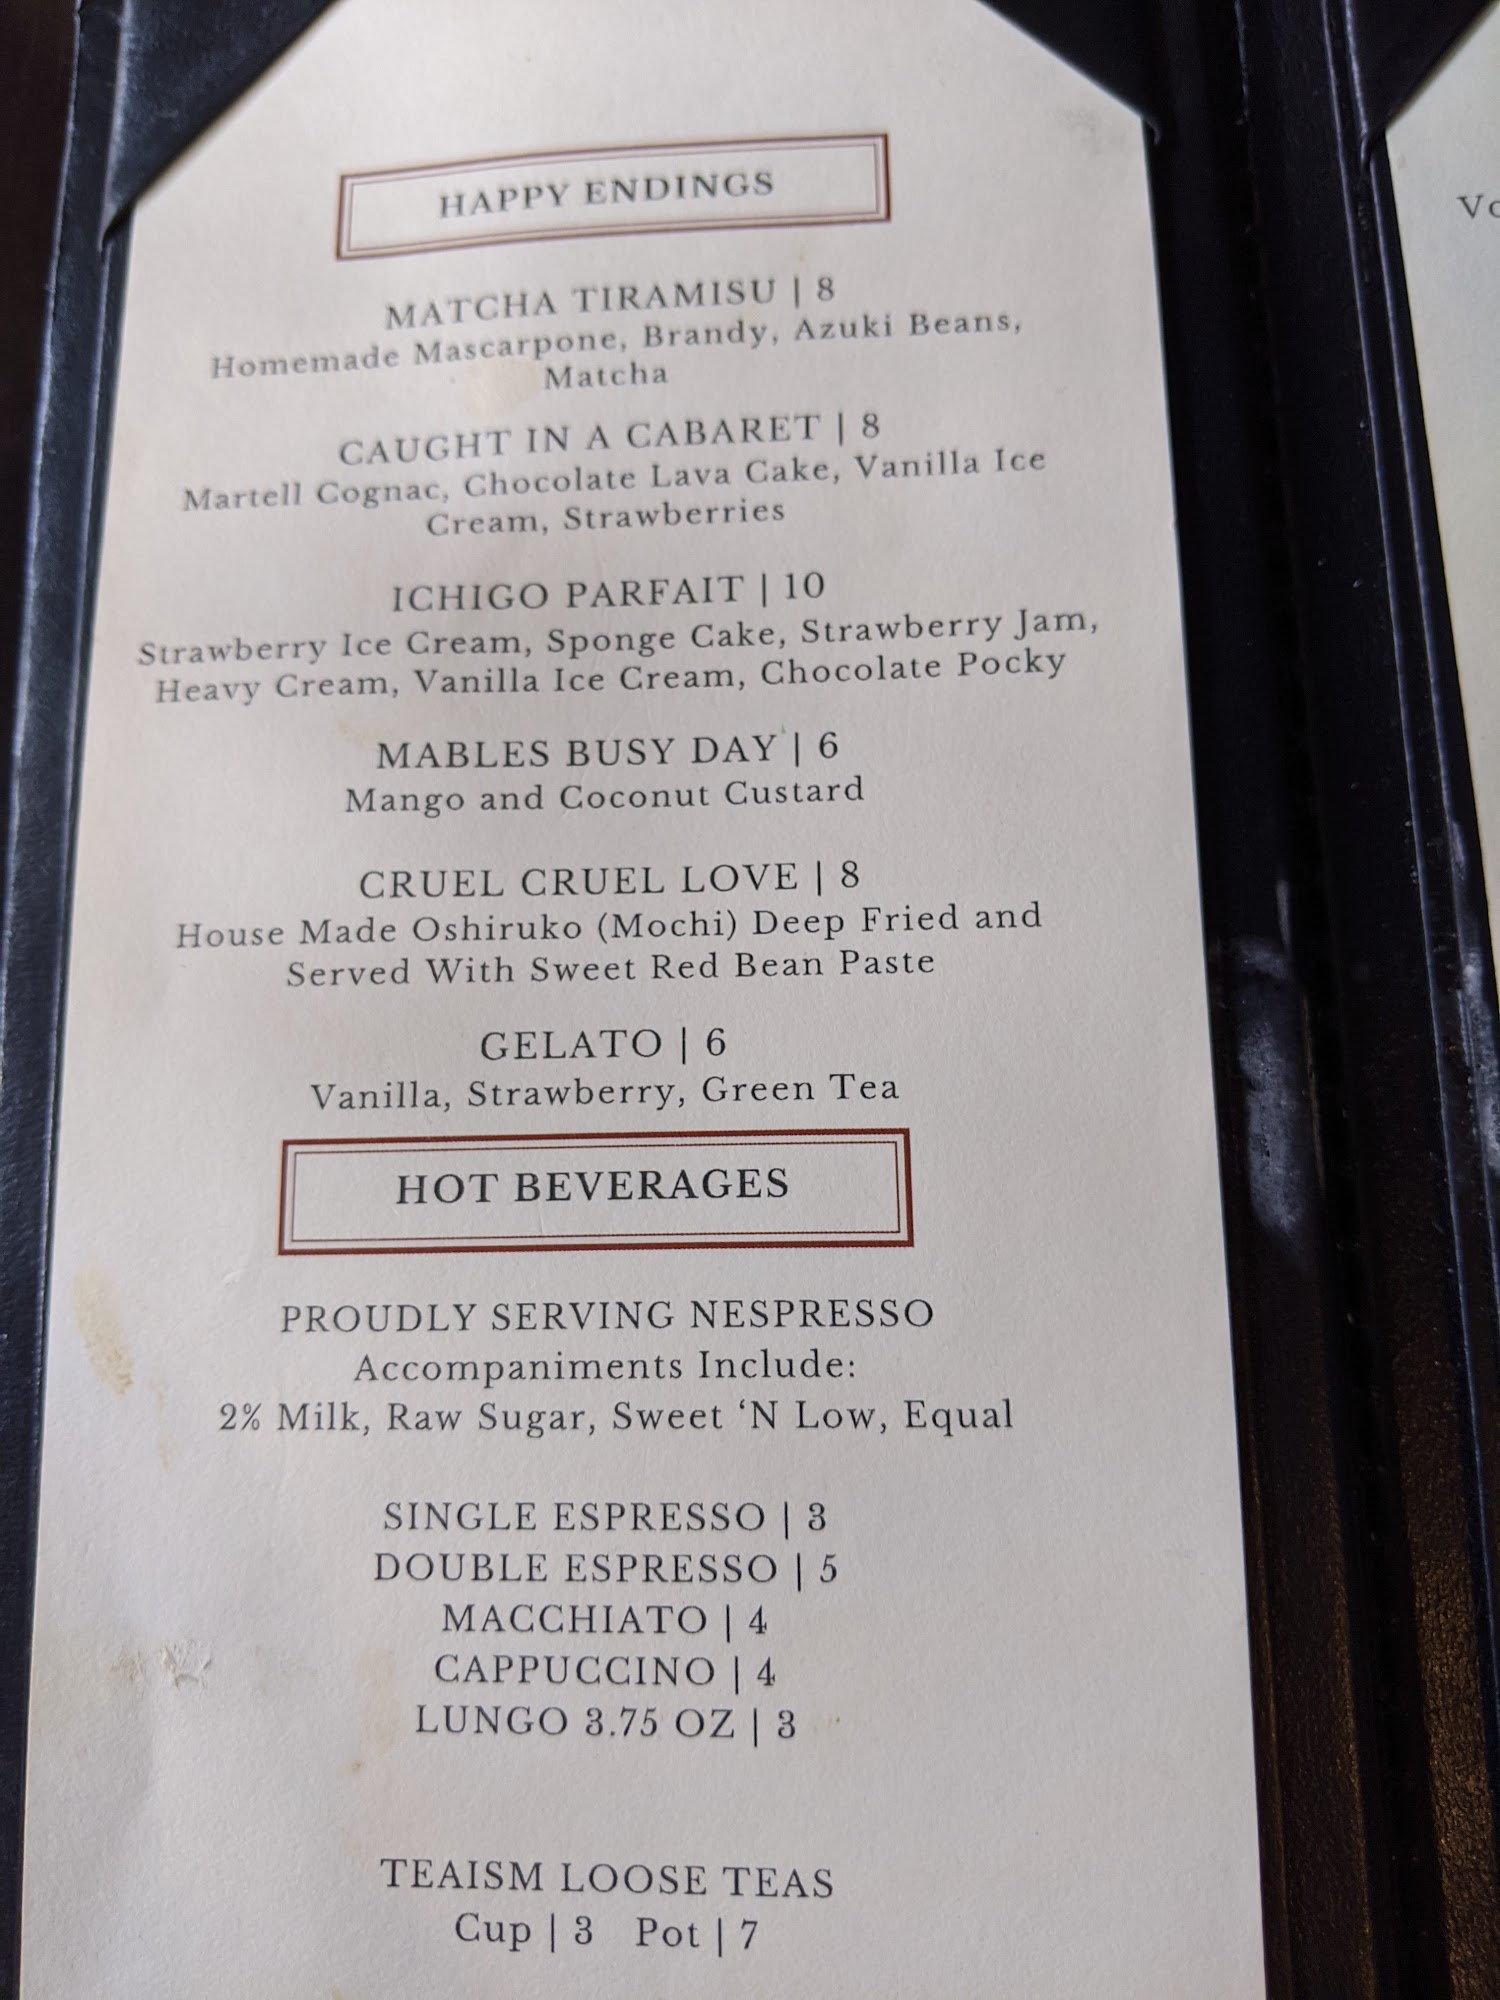 HAPPY ENDINGS
MATCHA TIRAMISU | 8
Homemade Mascarpone, Brandy, Azuki Beans,
Matcha
CAUGHT IN A CABARET | 8
Martell Cognac, Chocolate Lava Cake, Vanilla Ice
Cream, Strawberries
ICHIGO PARFAIT | 10
Strawberry Ice Cream, Sponge Cake, Strawberry Jam,
Heavy Cream, Vanilla Ice Cream, Chocolate Pocky
MABLES BUSY DAY | 6
Mango and Coconut Custard
CRUEL CRUEL LOVE | 8
House Made Oshiruko (Mochi) Deep Fried and
Served With Sweet Red Bean Paste
GELATO | 6
Vanilla, Strawberry, Green Tea
HOT BEVERAGES
PROUDLY SERVING NESPRESSO
Accompaniments Include:
2% Milk, Raw Sugar, Sweet ‘N Low, Equal
SINGLE ESPRESSO | 3
DOUBLE ESPRESSO | 5
MACCHIATO | 4
CAPPUCCINO | 4
LUNGO 3.75 OZ | 3
TEAISM LOOSE TEAS
Cup | 3 Pot | 7